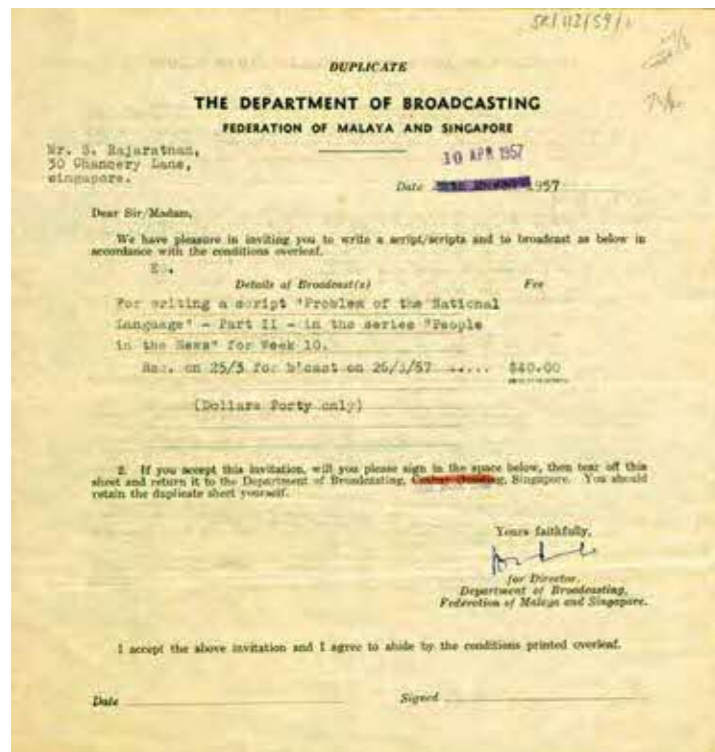 SR/112/59/1
DUPLICATE
THE DEPARTMENT OF BROADCASTING
FEDERATION OF MALAYA AND SINGAPORE
Mr. S. Rajaratnam,
30 Chancery Lane,
Singapore.
10 APR 1957
Date 1957
Dear Sir/Madam,
We have pleasure in inviting you to write a script/scripts and to broadcast as below in
accordance with the conditions overleaf.
Details of Broadcast(s) Fee
For writing a script "Problem of the National
Language" - Part II - in the series "People
in the News" for Week 10.
Rec. on 25/3 for b'cast on 26/3/57 ..... $40.00
(Dollars Forty only)
2. If you accept this invitation, will you please sign in the space below, then tear off this
sheet and return it to the Department of Broadcasting, Singapore. You should
retain the duplicate sheet yourself.
Yours faithfully,
for Director,
Department of Broadcasting,
Federation of Malaya and Singapore.
I accept the above invitation and I agree to abide by the conditions printed overleaf.
Date Signed